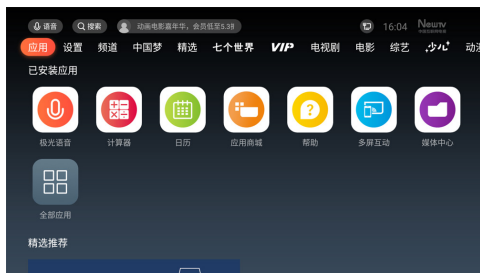 语音 搜索 动画电影嘉年华，会员低至5.3折 16:04 Newtv
应用 设置 频道 中国梦 精选 七个世界 VIP 电视剧 电影 综艺 少儿 动漫
已安装应用
极光语音 计算器 日历 应用商城 帮助 多屏互动 媒体中心
全部应用
精选推荐